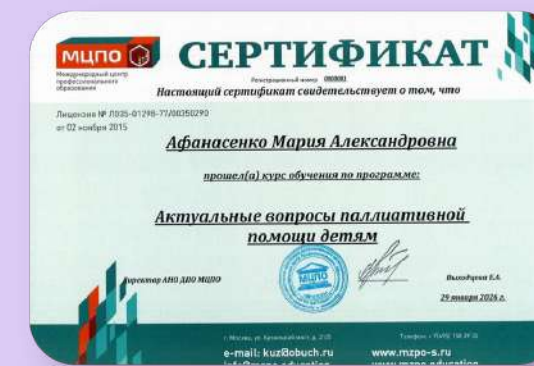 МЦПО
Международный центр
профессионального
образования
СЕРТИФИКАТ
Регистрационный номер
Настоящий сертификат свидетельствует о том, что
Лицензия № Л035-01298-77/00350290
от 02 ноября 2015
Афанасенко Мария Александровна
прошел(а) курс обучения по программе:
Актуальные вопросы паллиативной
помощи детям
Директор АНО ДПО МЦПО
МЦПО
29 января 2026 г.
e-mail: kuz@obuch.ru
www.mzpo-s.ru